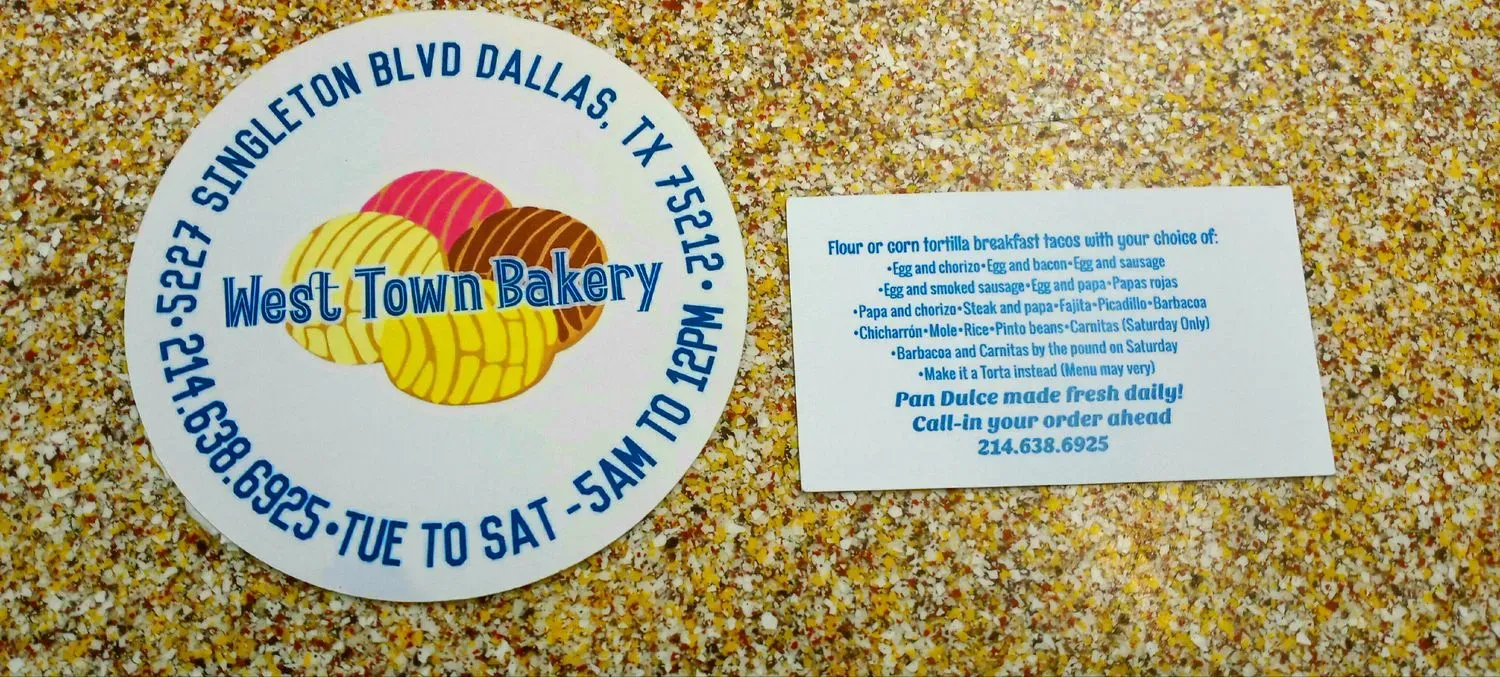 5227 SINGLETON BLVD DALLAS, TX 75212 •
214.638.6925 • TUE TO SAT - 5AM TO 12PM •
West Town Bakery
Flour or corn tortilla breakfast tacos with your choice of:
•Egg and chorizo•Egg and bacon•Egg and sausage
•Egg and smoked sausage•Egg and papa•Papas rojas
•Papa and chorizo•Steak and papa•Fajita•Picadillo•Barbacoa
•Chicharrón•Mole•Rice•Pinto beans•Carnitas (Saturday Only)
•Barbacoa and Carnitas by the pound on Saturday
•Make it a Torta instead (Menu may very)
Pan Dulce made fresh daily!
Call-in your order ahead
214.638.6925